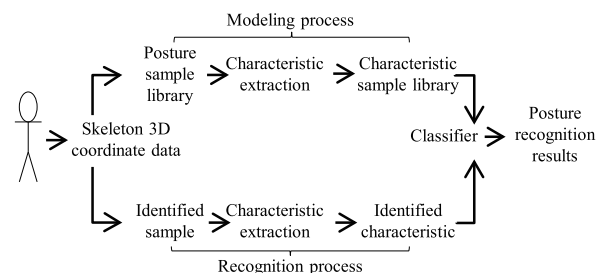 Modeling process
Posture
sample
library
Characteristic
extraction
Characteristic
sample library
Skeleton 3D
coordinate data
Classifier
Posture
recognition
results
Identified
sample
Characteristic
extraction
Identified
characteristic
Recognition process